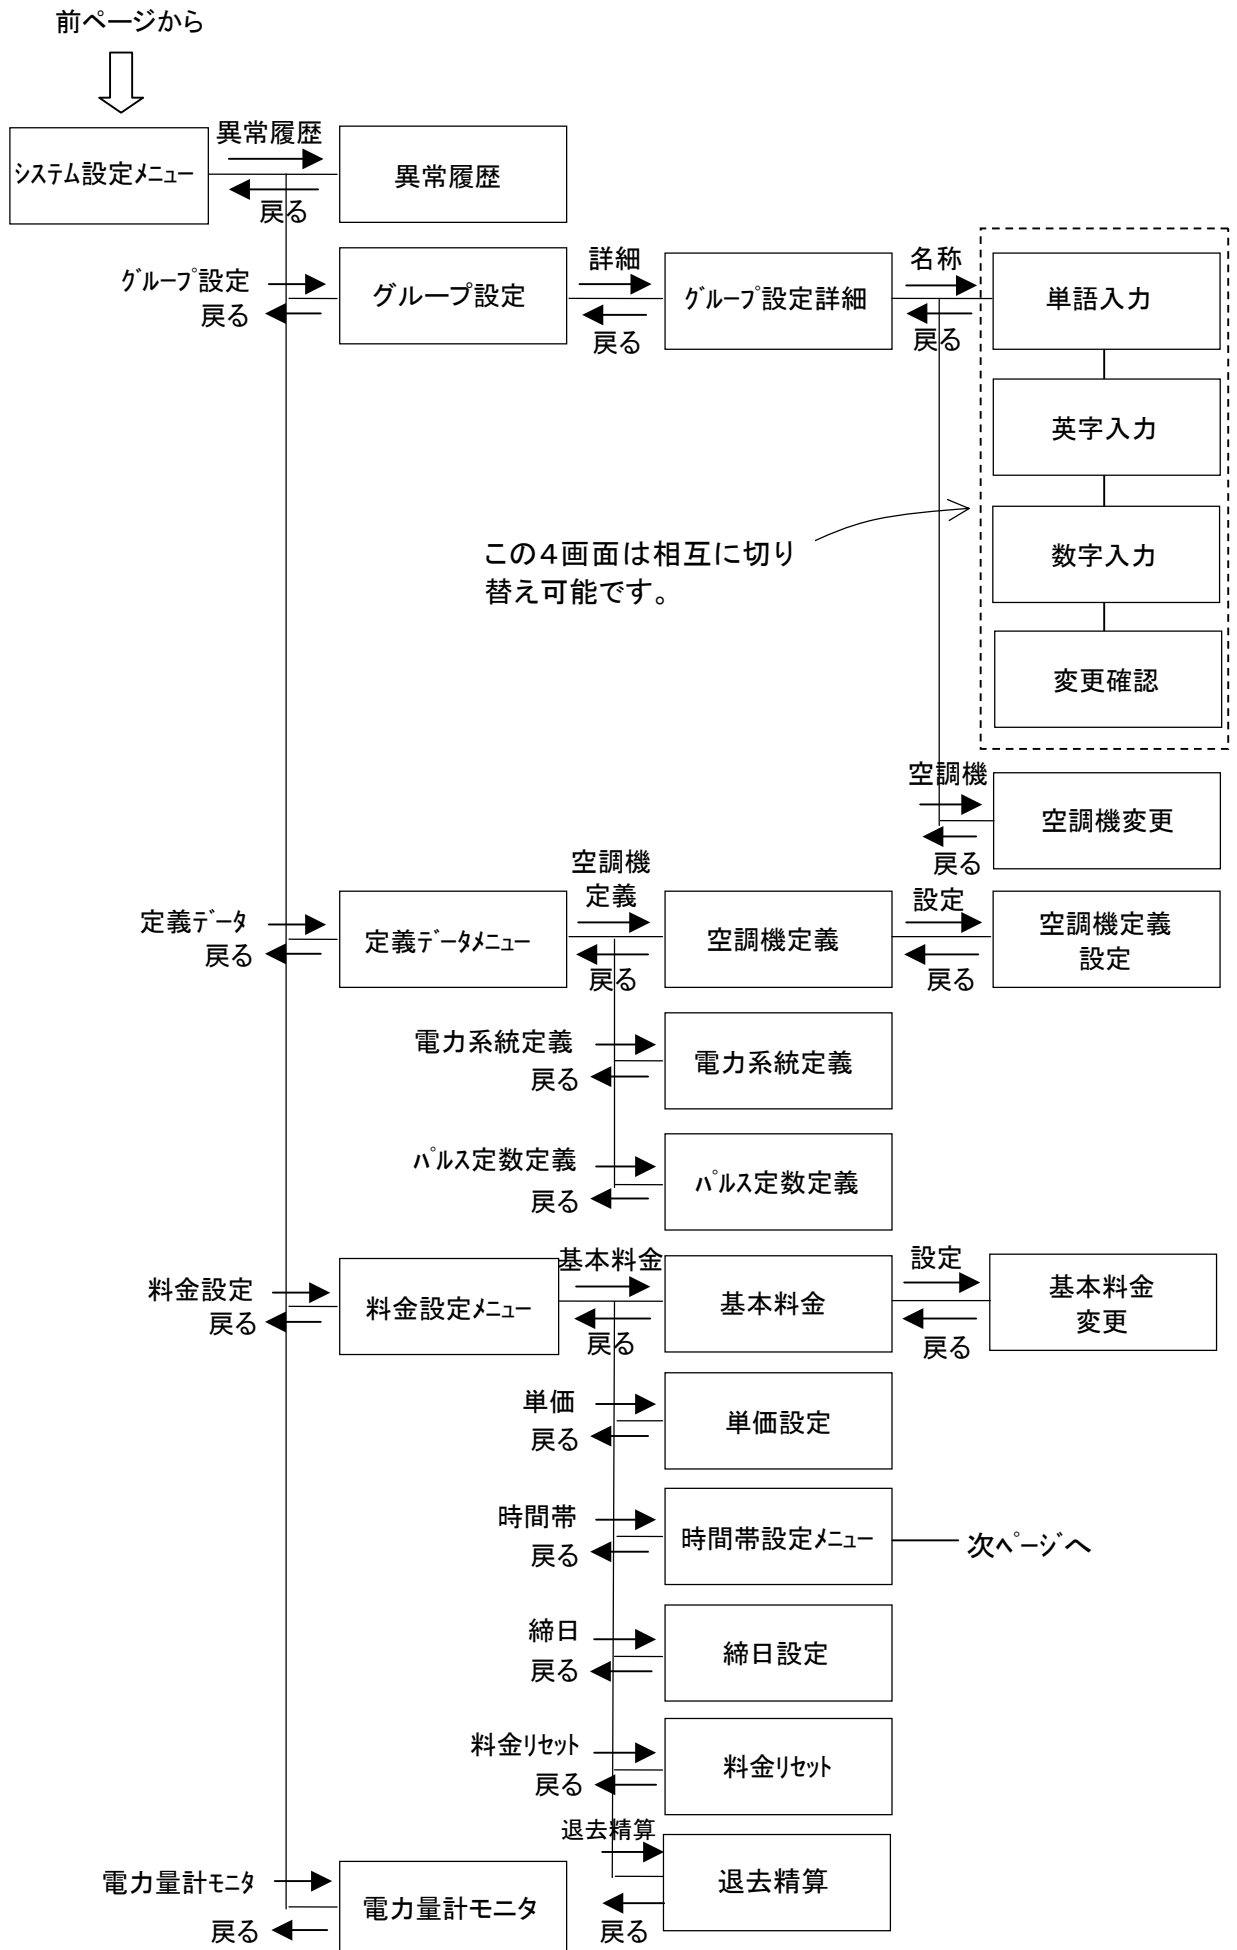 前ページから
異常履歴
システム設定メニュー
異常履歴
戻る
グループ設定
戻る
グループ設定
詳細
戻る
グループ設定詳細
名称
戻る
単語入力
英字入力
この4画面は相互に切り
替え可能です。
数字入力
変更確認
空調機
戻る
空調機変更
定義データ
戻る
定義データメニュー
空調機
定義
戻る
空調機定義
設定
戻る
空調機定義
設定
電力系統定義
戻る
電力系統定義
パルス定数定義
戻る
パルス定数定義
料金設定
戻る
料金設定メニュー
基本料金
戻る
基本料金
設定
戻る
基本料金
変更
単価
戻る
単価設定
時間帯
戻る
時間帯設定メニュー
次ページへ
締日
戻る
締日設定
料金リセット
戻る
料金リセット
退去精算
戻る
退去精算
電力量計モニタ
戻る
電力量計モニタ